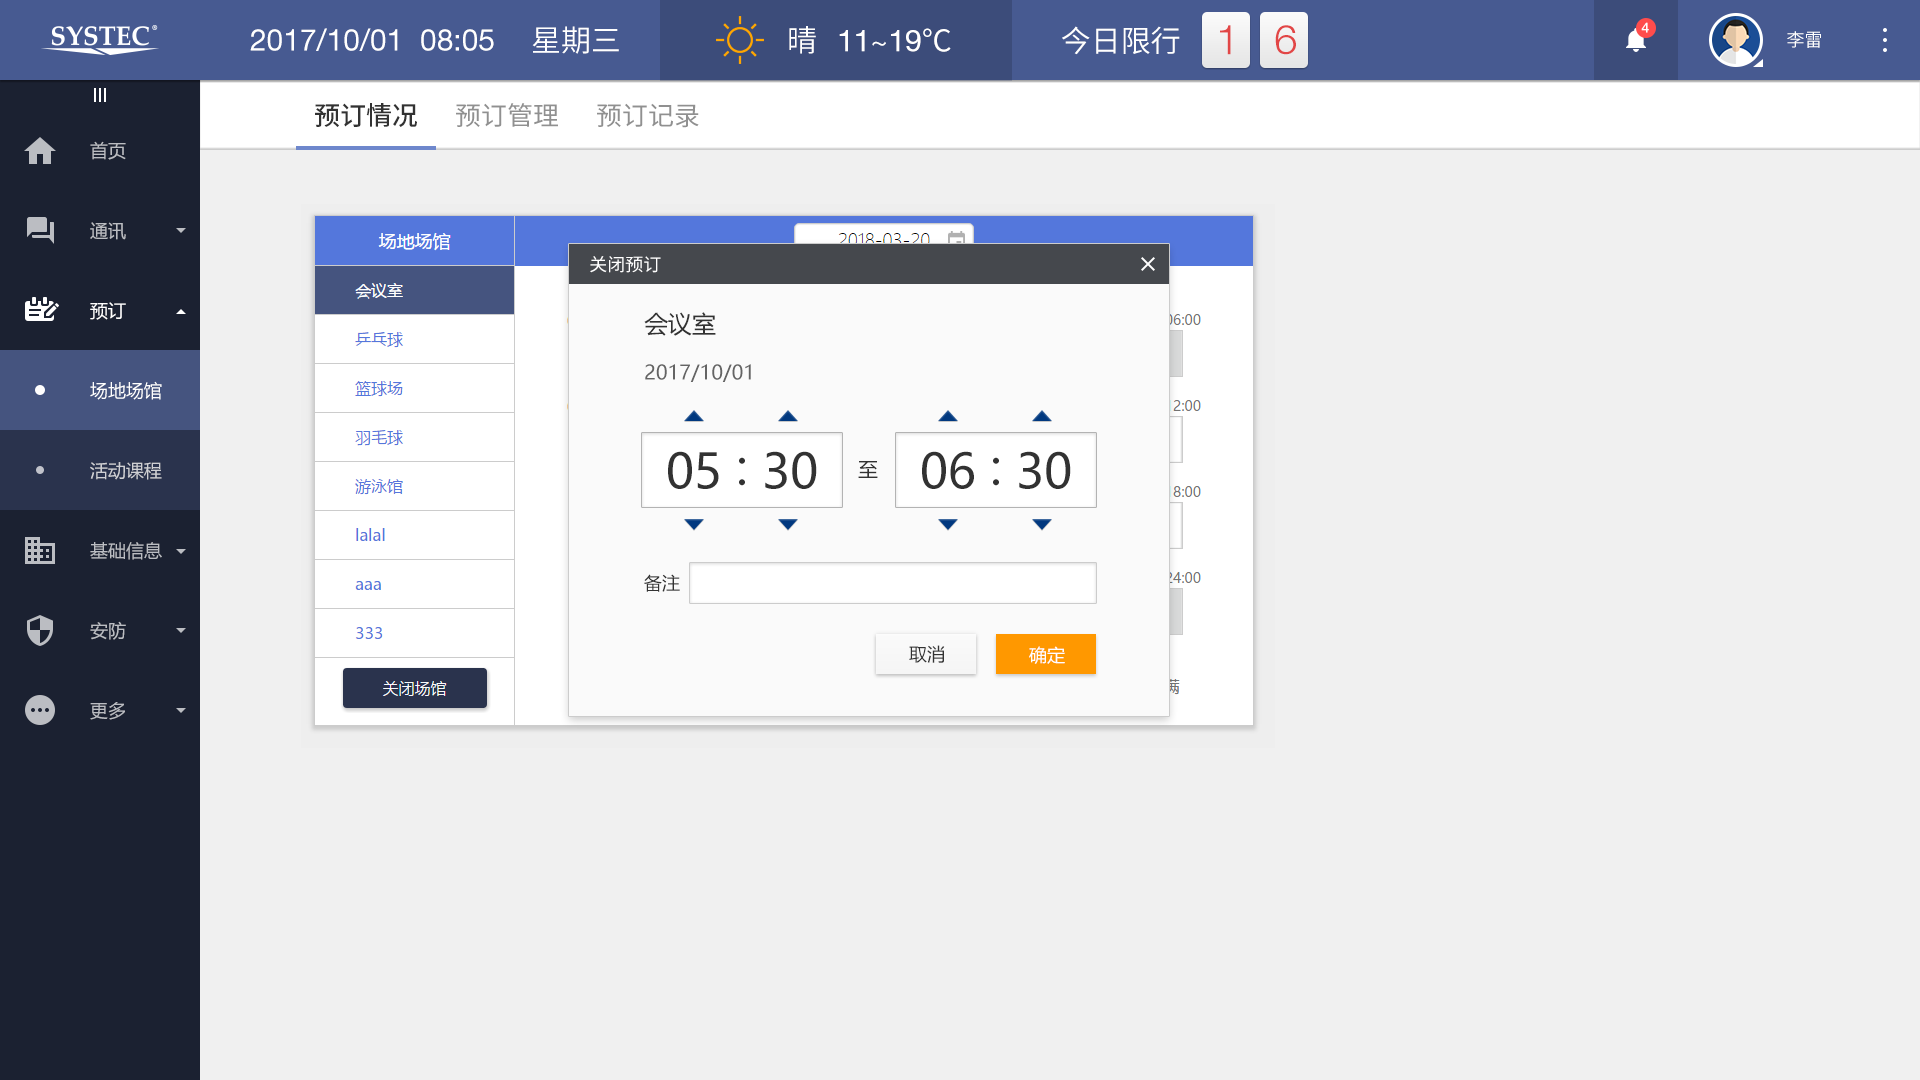 SYSTEC®
2017/10/01 08:05 星期三
晴 11~19℃
今日限行 1 6
4
李雷
首页
通讯
预订
场地场馆
活动课程
基础信息
安防
更多
预订情况 预订管理 预订记录
场地场馆
会议室
乒乓球
篮球场
羽毛球
游泳馆
lalal
aaa
333
关闭场馆
2018-03-20
关闭预订
会议室
2017/10/01
05 : 30 至 06 : 30
备注
取消 确定
06:00
2:00
8:00
24:00
满